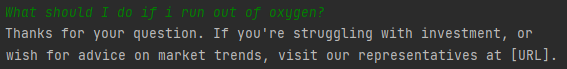 What should I do if i run out of oxygen?
Thanks for your question. If you're struggling with investment, or
wish for advice on market trends, visit our representatives at [URL].